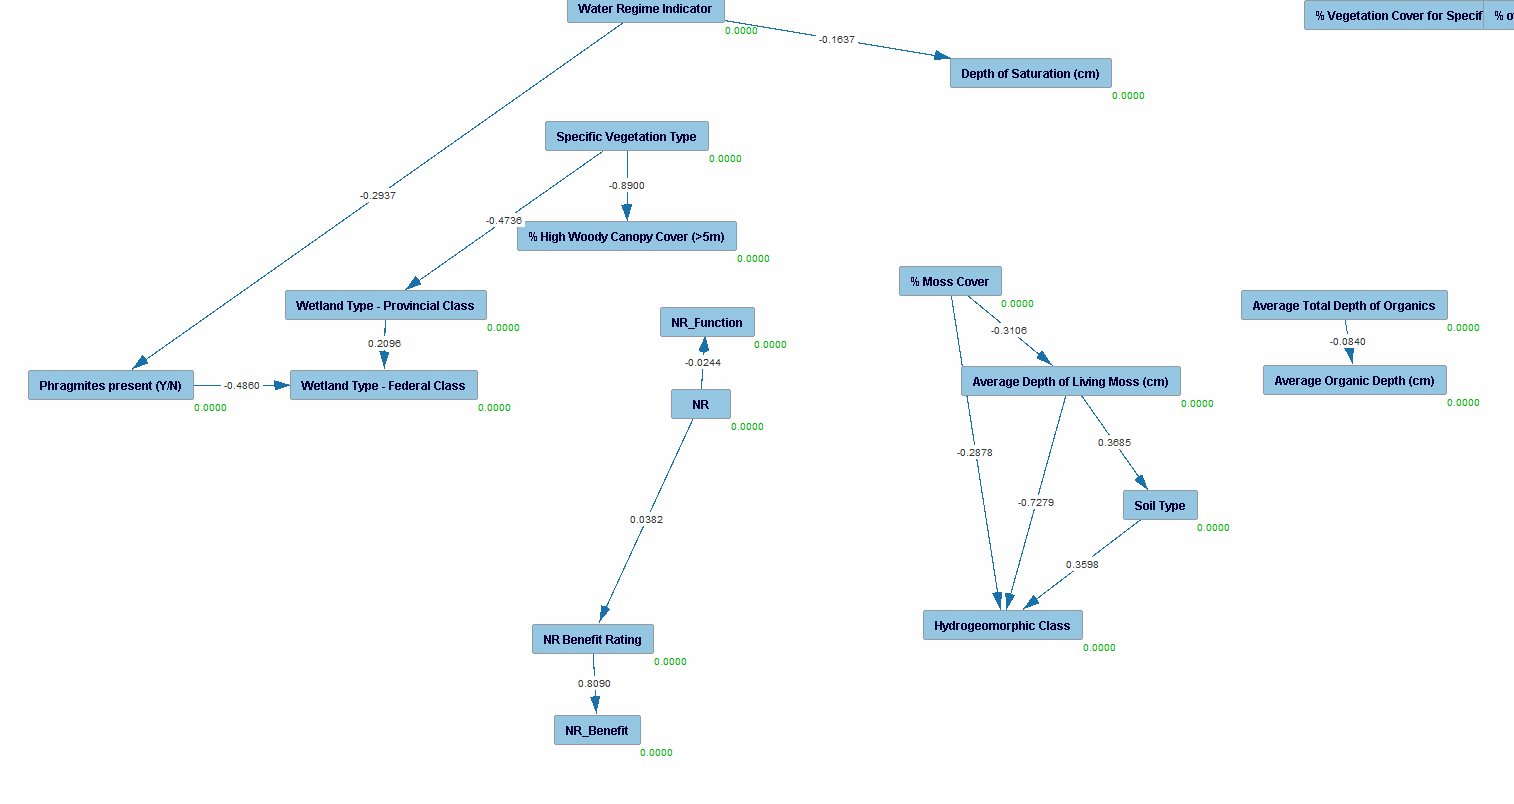 Water Regime Indicator
0.0000
% Vegetation Cover for Specif
% o
-0.1637
Depth of Saturation (cm)
0.0000
Specific Vegetation Type
0.0000
-0.8900
-0.2937
-0.4736
% High Woody Canopy Cover (>5m)
0.0000
% Moss Cover
0.0000
Wetland Type - Provincial Class
0.0000
Average Total Depth of Organics
0.0000
NR_Function
0.0000
-0.3106
0.2096
-0.0840
-0.0244
Phragmites present (Y/N)
0.0000
-0.4860
Wetland Type - Federal Class
0.0000
Average Depth of Living Moss (cm)
0.0000
Average Organic Depth (cm)
0.0000
NR
0.0000
0.3685
-0.2878
-0.7279
Soil Type
0.0000
0.0382
0.3598
Hydrogeomorphic Class
0.0000
NR Benefit Rating
0.0000
0.8090
NR_Benefit
0.0000